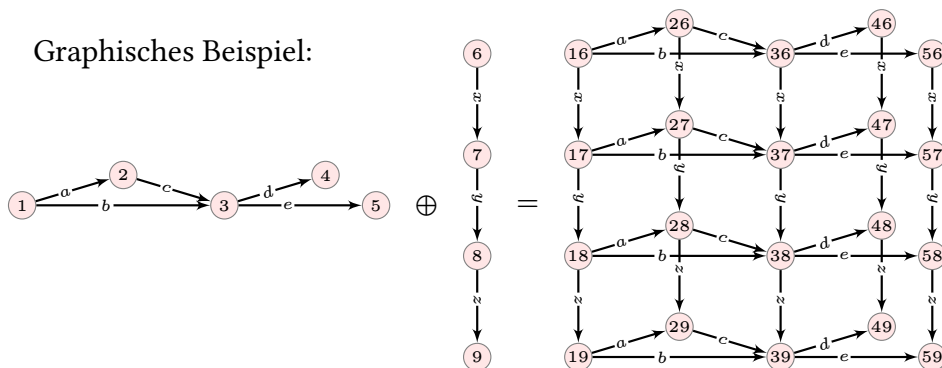 Graphisches Beispiel:
1 a 2 c 3 d 4 b e 5
⊕
6 x 7 y 8 z 9
=
16 a 26 c 36 d 46 b e 56
x x x x x
17 a 27 c 37 d 47 b e 57
y y y y y
18 a 28 c 38 d 48 b e 58
z z z z z
19 a 29 c 39 d 49 b e 59